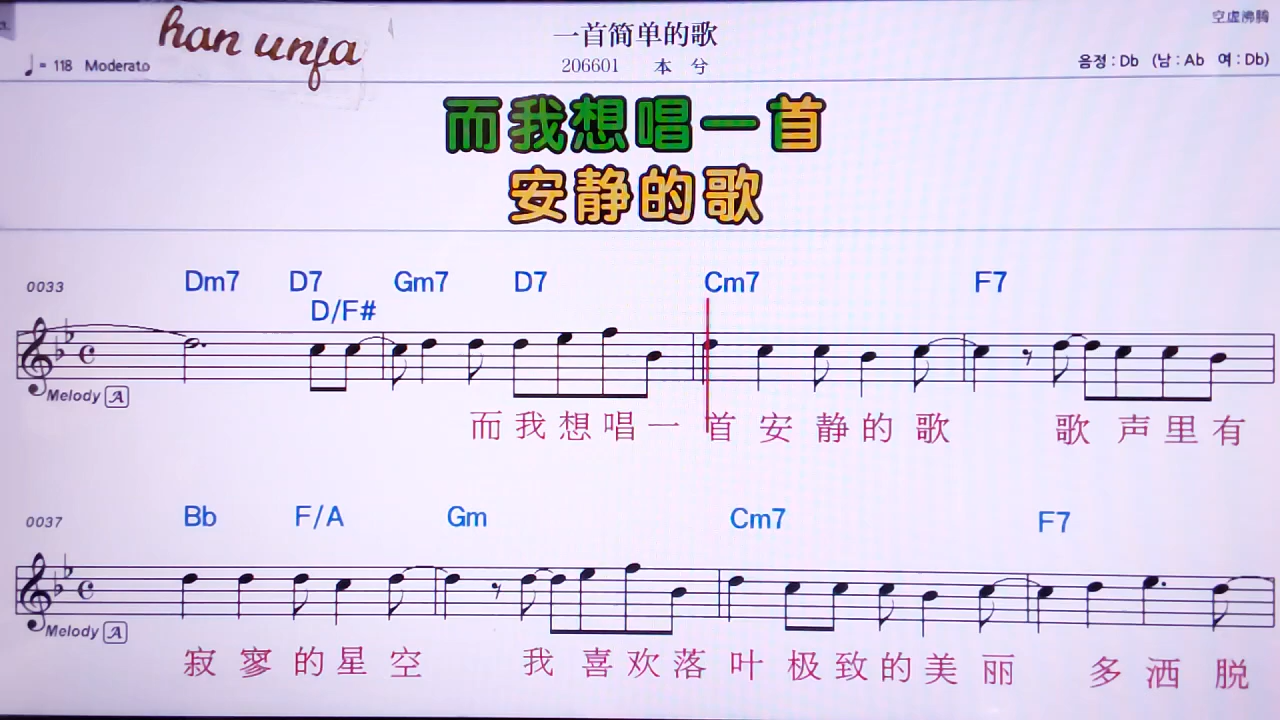 han unfa
一首简单的歌
空虚沸腾
♩= 118 Moderato
206601 本 兮
음정 : Db (남 : Ab 여 : Db)
而我想唱一首
安静的歌
0033
Dm7 D7 Gm7 D7 Cm7 F7
D/F#
Melody A
而 我 想 唱 一 首 安 静 的 歌 歌 声 里 有
0037
Bb F/A Gm Cm7 F7
Melody A
寂 寥 的 星 空 我 喜 欢 落 叶 极 致 的 美 丽 多 洒 脱